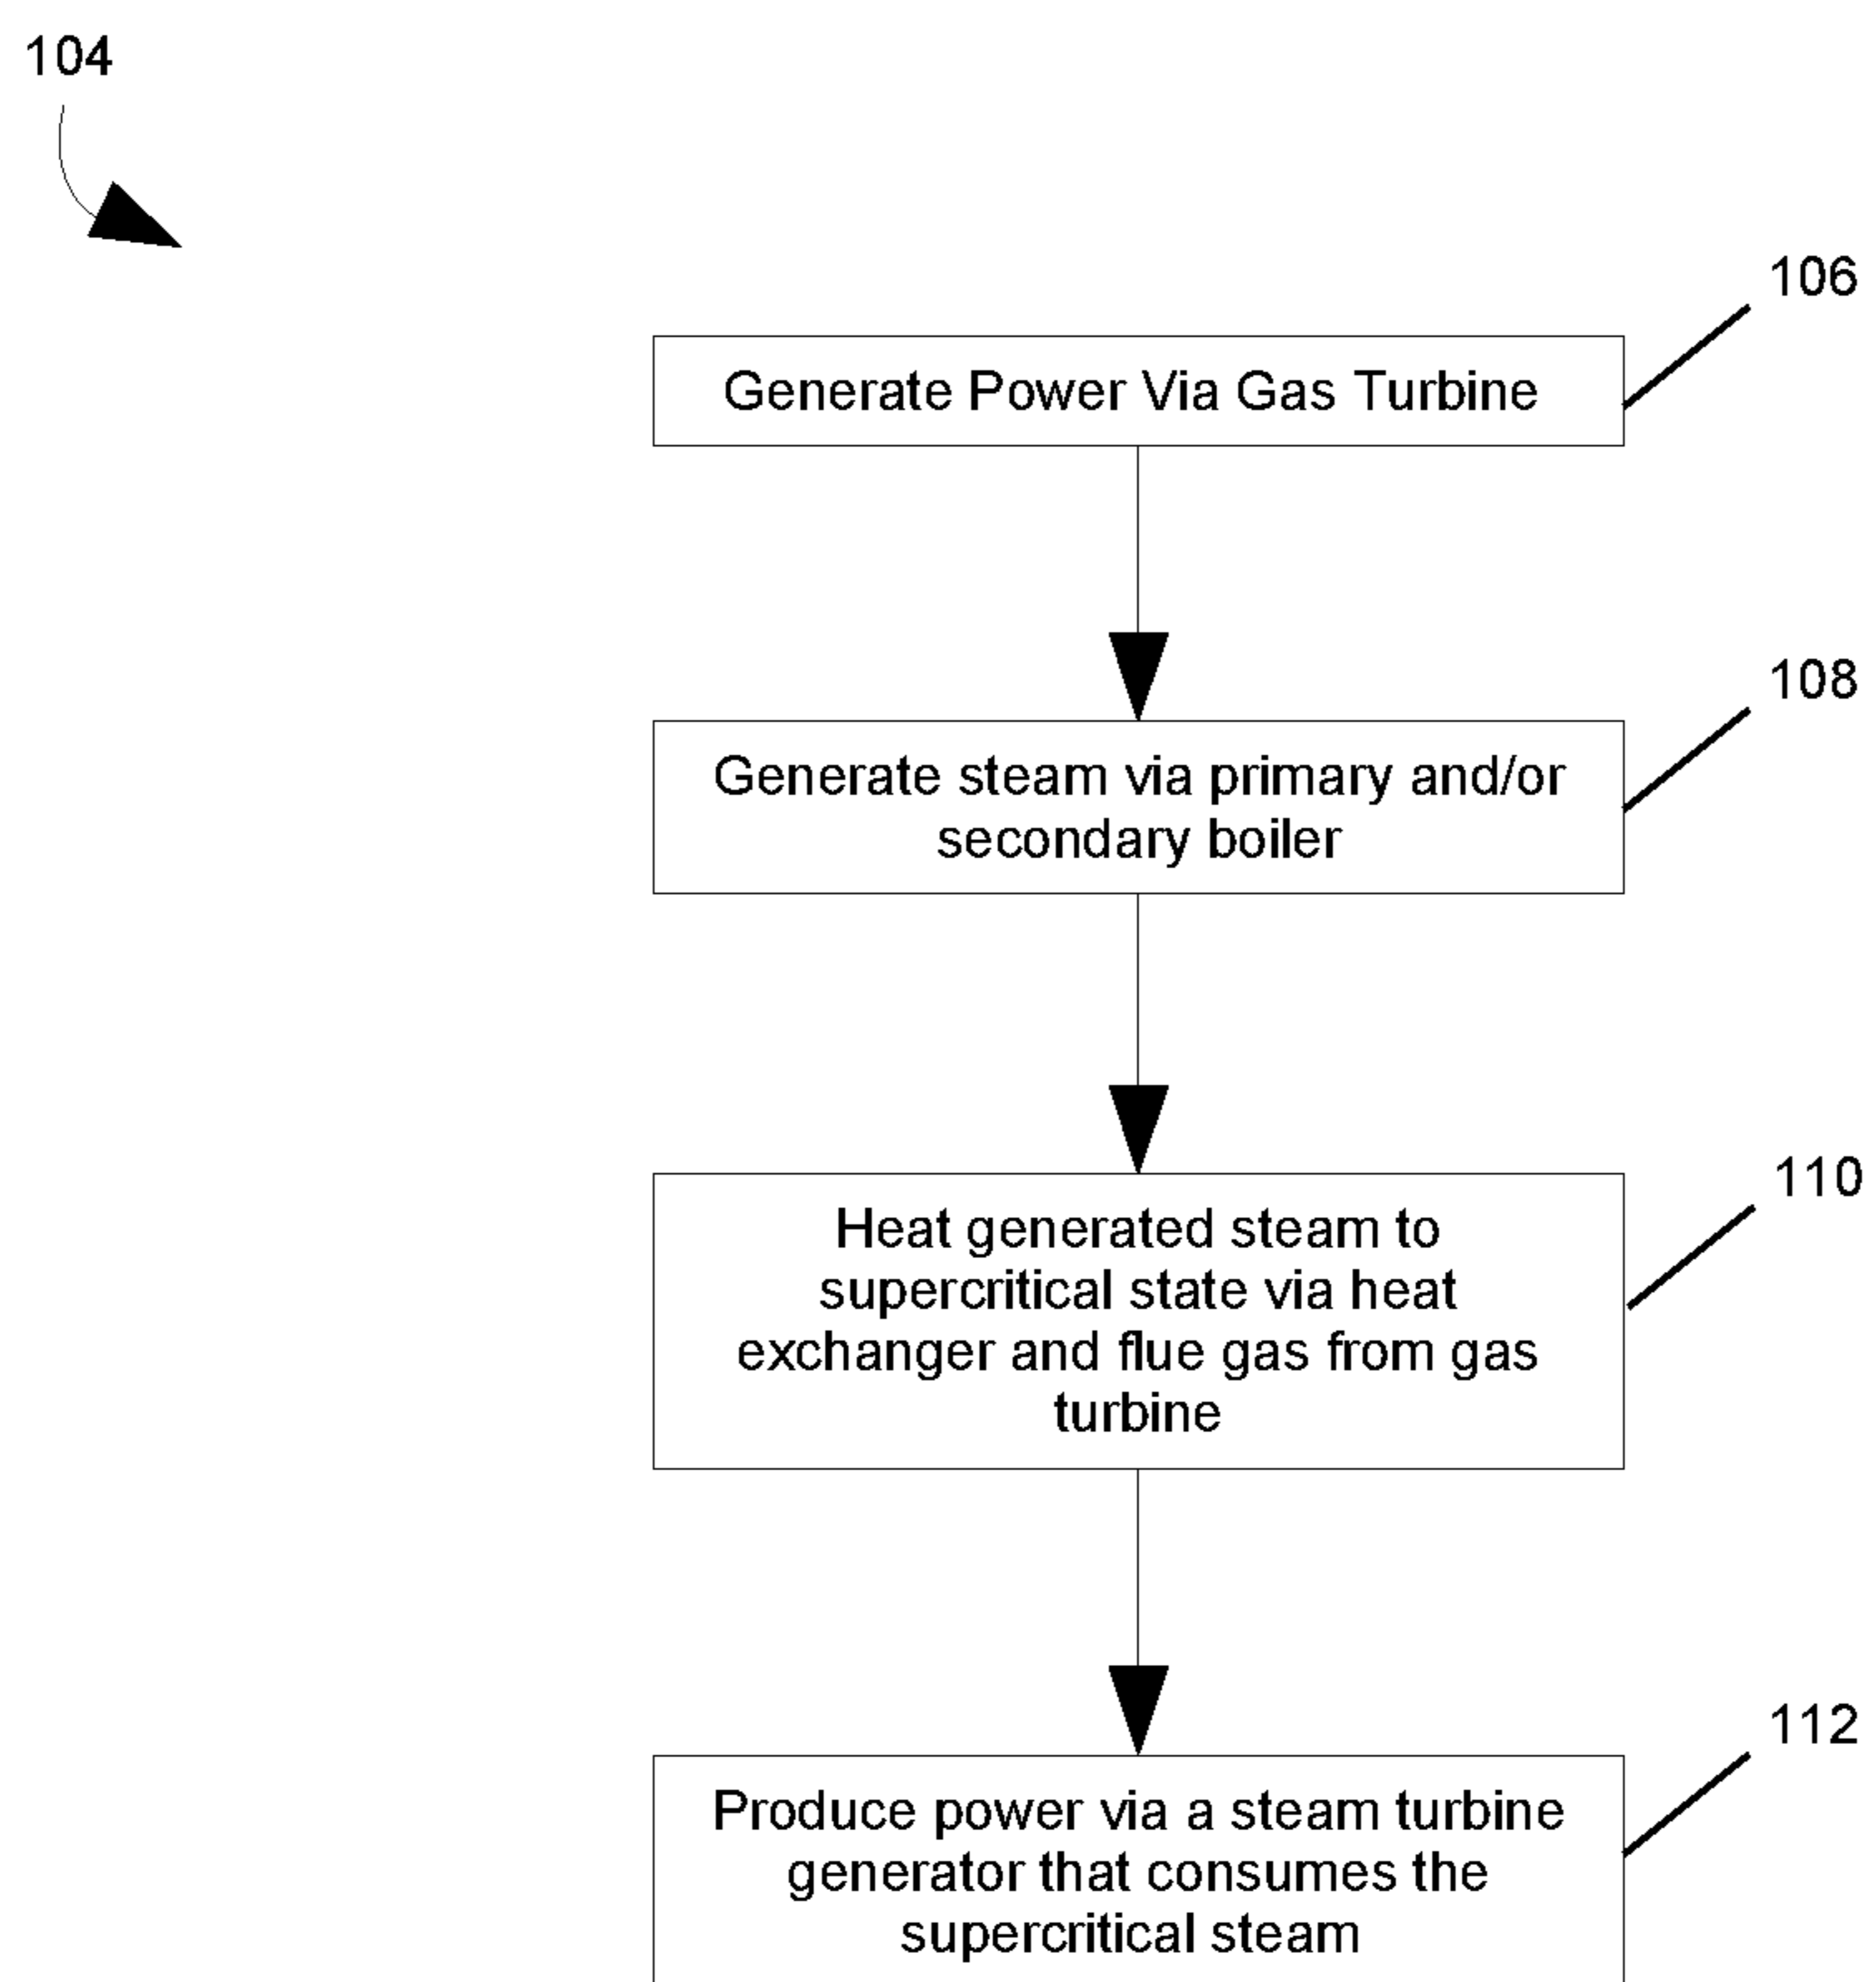 104
106
Generate Power Via Gas Turbine
108
Generate steam via primary and/or
secondary boiler
110
Heat generated steam to
supercritical state via heat
exchanger and flue gas from gas
turbine
112
Produce power via a steam turbine
generator that consumes the
supercritical steam